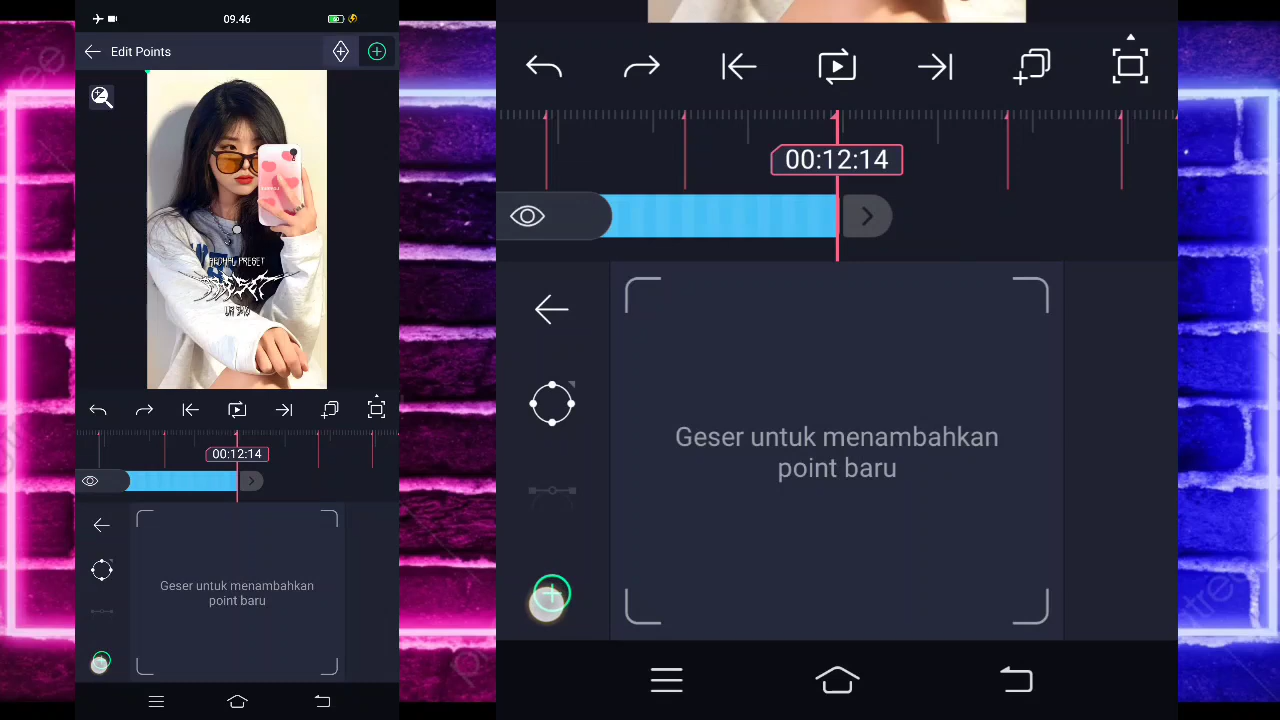 09.46
Edit Points
00:12:14
Geser untuk menambahkan
point baru
00:12:14
Geser untuk menambahkan
point baru